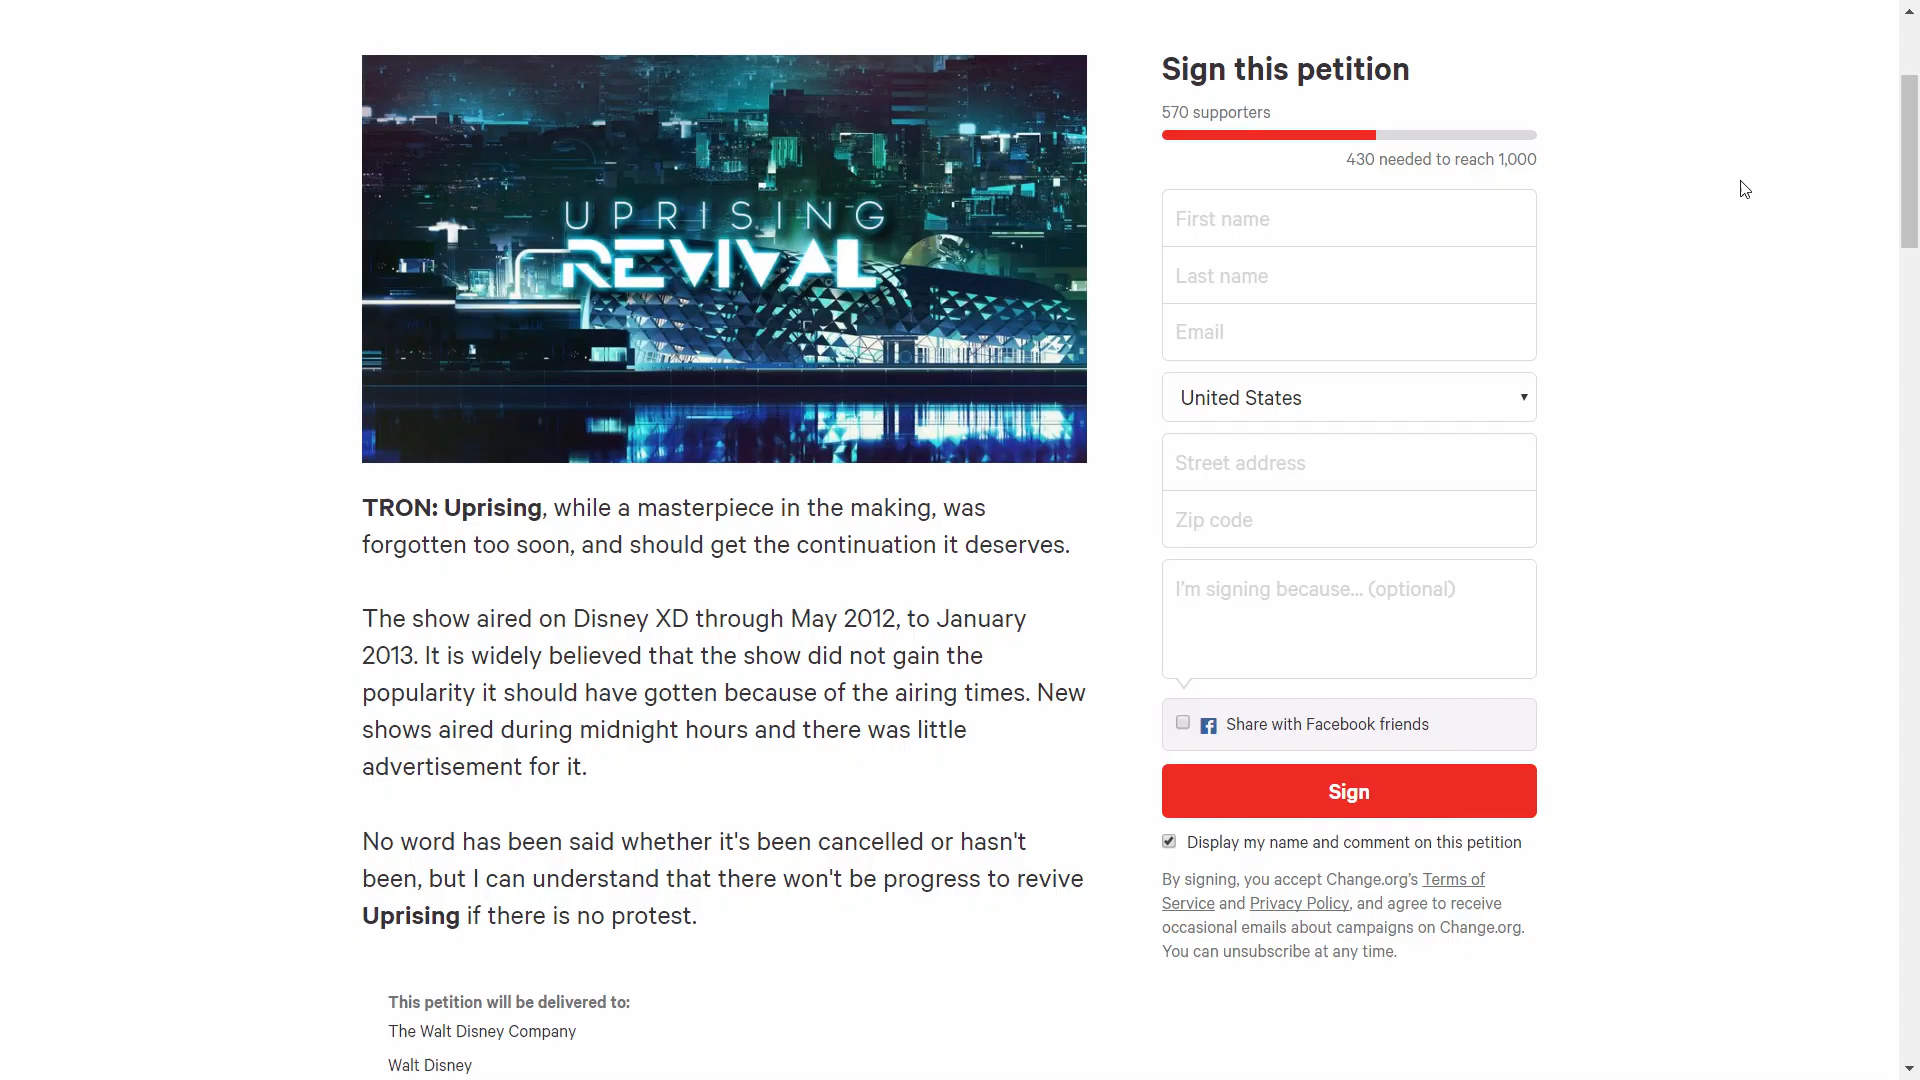 UPRISING
REVIVAL
TRON: Uprising, while a masterpiece in the making, was
forgotten too soon, and should get the continuation it deserves.
The show aired on Disney XD through May 2012, to January
2013. It is widely believed that the show did not gain the
popularity it should have gotten because of the airing times. New
shows aired during midnight hours and there was little
advertisement for it.
No word has been said whether it's been cancelled or hasn't
been, but I can understand that there won't be progress to revive
Uprising if there is no protest.
This petition will be delivered to:
The Walt Disney Company
Walt Disney
Sign this petition
570 supporters
430 needed to reach 1,000
First name
Last name
Email
United States
Street address
Zip code
I'm signing because... (optional)
Share with Facebook friends
Sign
Display my name and comment on this petition
By signing, you accept Change.org's Terms of
Service and Privacy Policy, and agree to receive
occasional emails about campaigns on Change.org.
You can unsubscribe at any time.